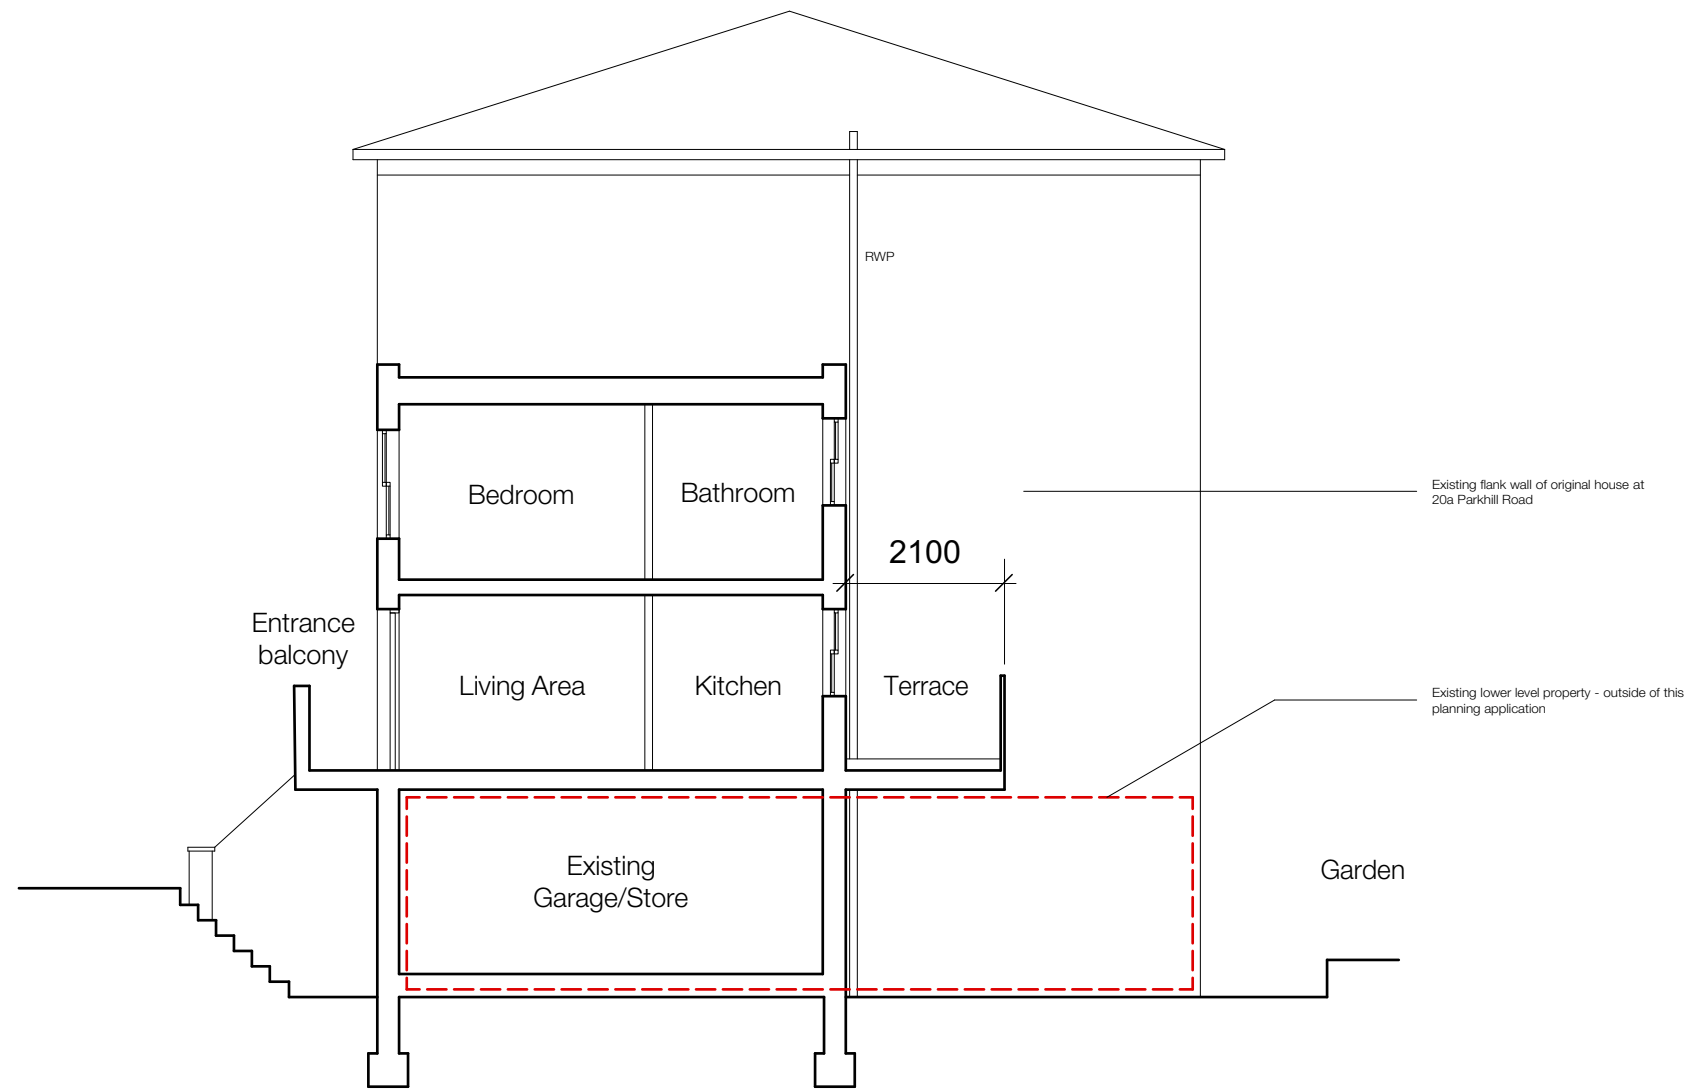 RWP
Bedroom
Bathroom
Existing flank wall of original house at
20a Parkhill Road
2100
Entrance
balcony
Living Area
Kitchen
Terrace
Existing lower level property - outside of this
planning application
Existing
Garage/Store
Garden